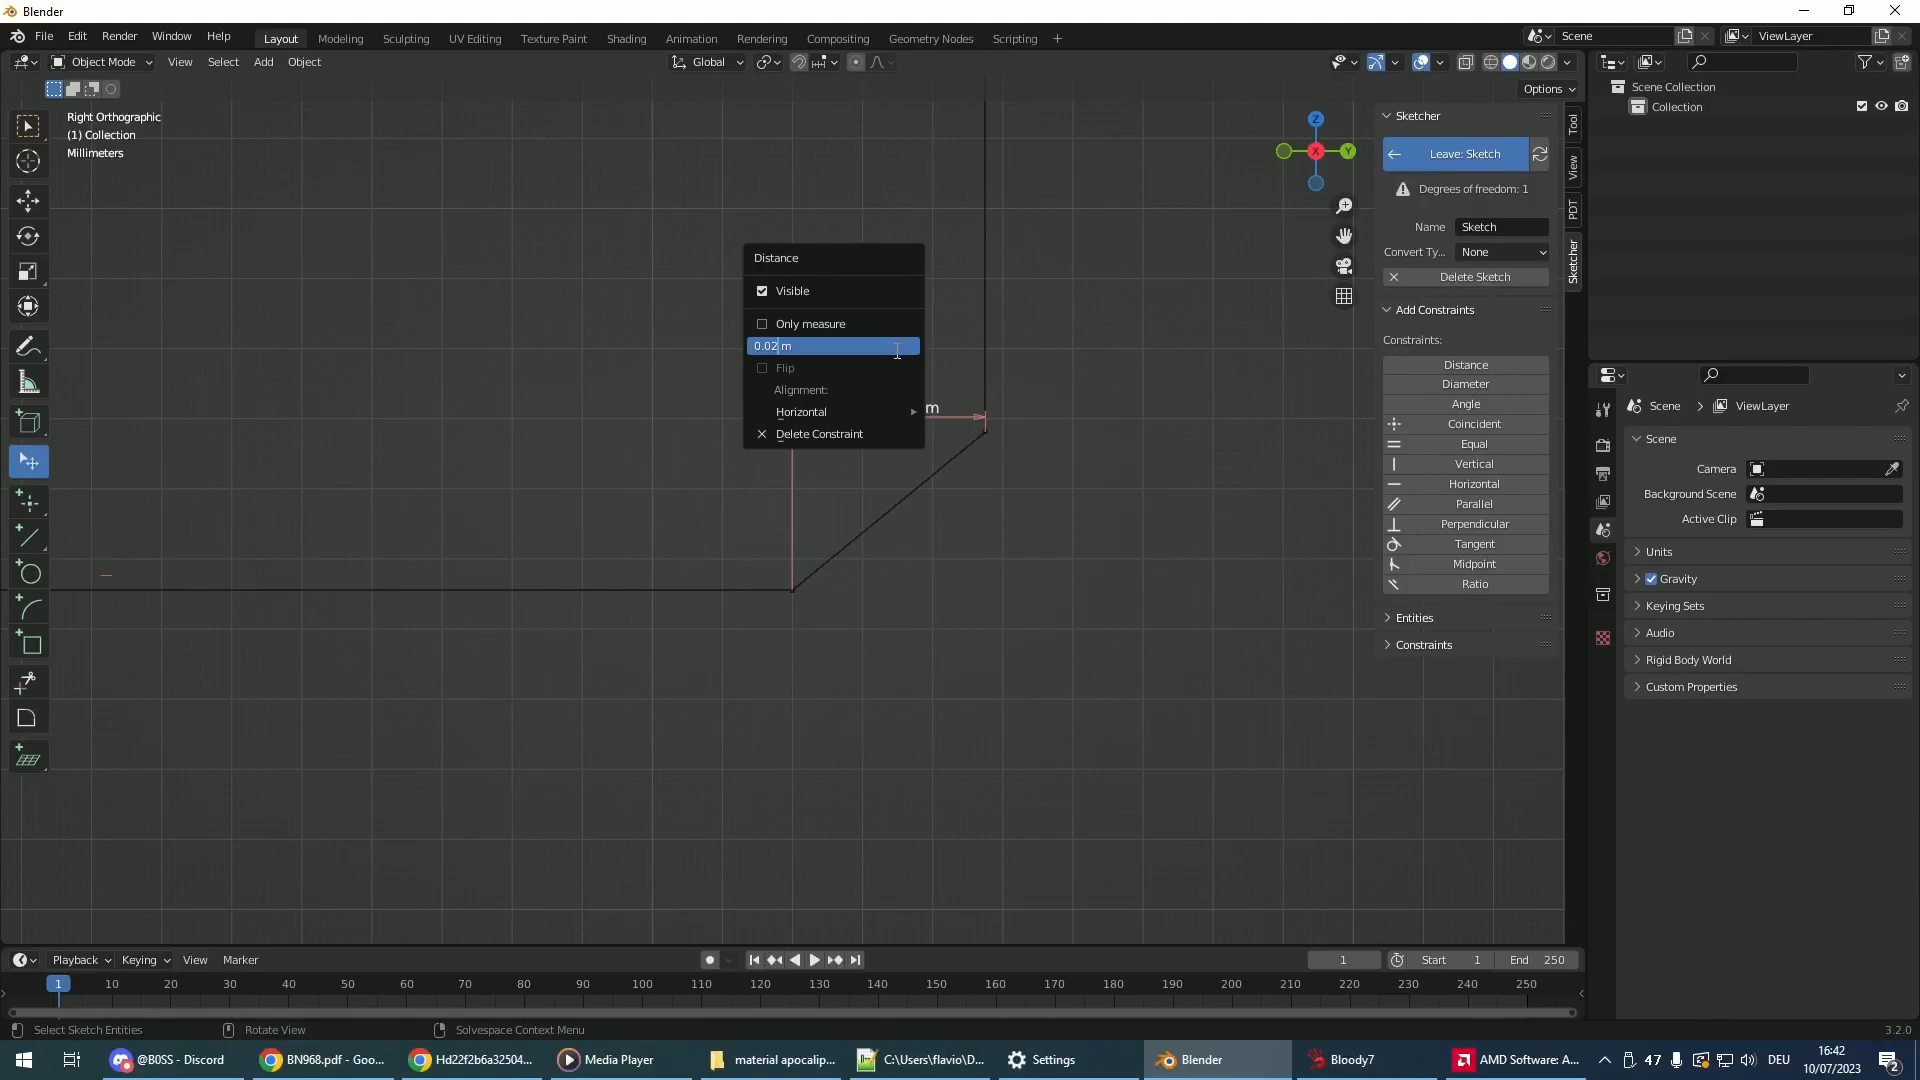 Blender
File Edit Render Window Help
Layout Modeling Sculpting UV Editing Texture Paint Shading Animation Rendering Compositing Geometry Nodes Scripting
Scene
ViewLayer
Object Mode View Select Add Object
Global
Options
Right Orthographic
(1) Collection
Millimeters
Z
X
Y
Distance
Visible
Only measure
0.02 m
Flip
Alignment:
Horizontal
Delete Constraint
m
Sketcher
Leave: Sketch
Degrees of freedom: 1
Name Sketch
Convert Ty... None
Delete Sketch
Add Constraints
Constraints:
Distance
Diameter
Angle
Coincident
Equal
Vertical
Horizontal
Parallel
Perpendicular
Tangent
Midpoint
Ratio
Entities
Constraints
Tool
View
PDT
Sketcher
Scene Collection
Collection
Scene ViewLayer
Scene
Camera
Background Scene
Active Clip
Units
Gravity
Keying Sets
Audio
Rigid Body World
Custom Properties
Playback Keying View Marker
1
Start 1
End 250
1 10 20 30 40 50 60 70 80 90 100 110 120 130 140 150 160 170 180 190 200 210 220 230 240 250
Select Sketch Entities
Rotate View
Solvespace Context Menu
3.2.0
@B0SS - Discord
BN968.pdf - Goo...
Hd22f2b6a32504...
Media Player
material apocalip...
C:\Users\flavio\D...
Settings
Blender
Bloody7
AMD Software: A...
47
DEU
16:42
10/07/2023
2